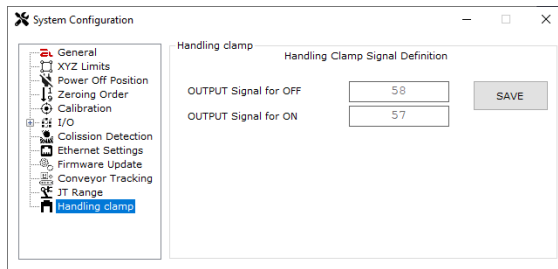 System Configuration
General
XYZ Limits
Power Off Position
Zeroing Order
Calibration
I/O
Colission Detection
Ethernet Settings
Firmware Update
Conveyor Tracking
JT Range
Handling clamp
Handling clamp
Handling Clamp Signal Definition
OUTPUT Signal for OFF 58
OUTPUT Signal for ON 57
SAVE